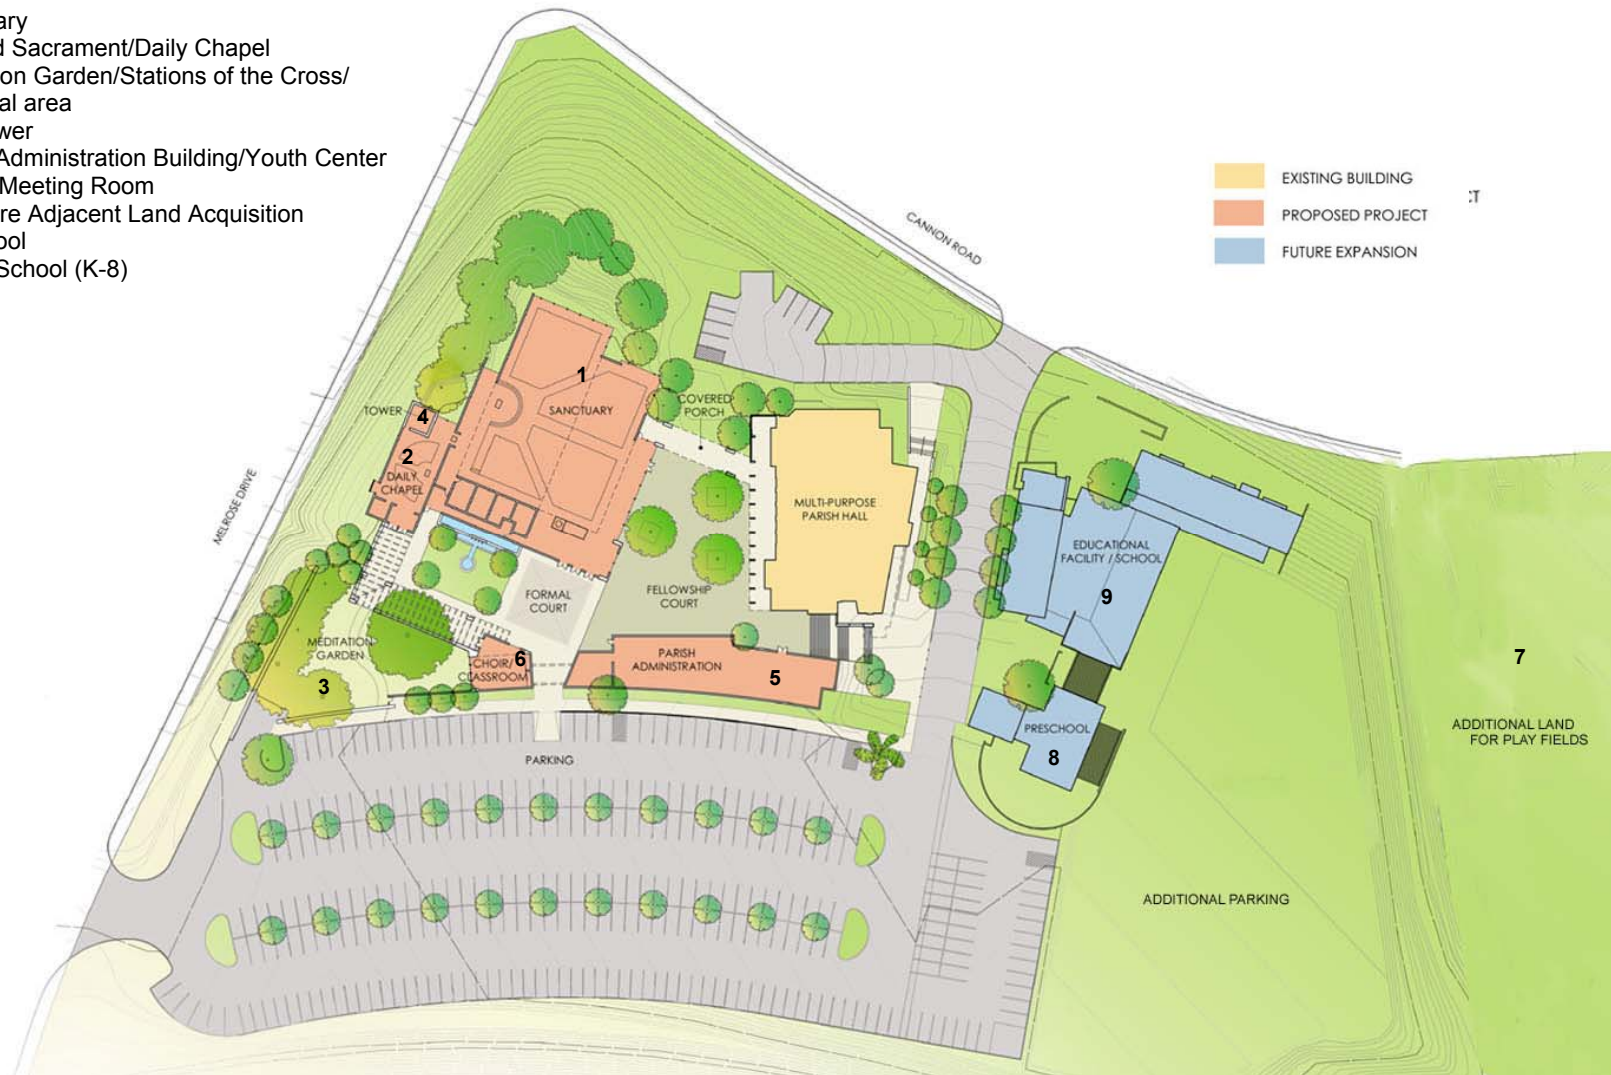 ary
d Sacrament/Daily Chapel
on Garden/Stations of the Cross/
al area
wer
Administration Building/Youth Center
Meeting Room
re Adjacent Land Acquisition
ool
School (K-8)
EXISTING BUILDING
CT
PROPOSED PROJECT
FUTURE EXPANSION
CANNON ROAD
MELROSE DRIVE
1
SANCTUARY
TOWER
4
2
DAILY
CHAPEL
COVERED
PORCH
MULTI-PURPOSE
PARISH HALL
EDUCATIONAL
FACILITY / SCHOOL
9
FORMAL
COURT
FELLOWSHIP
COURT
MEDITATION
GARDEN
3
6
CHOIR/
CLASSROOM
PARISH
ADMINISTRATION
5
7
ADDITIONAL LAND
FOR PLAY FIELDS
PRESCHOOL
8
PARKING
ADDITIONAL PARKING